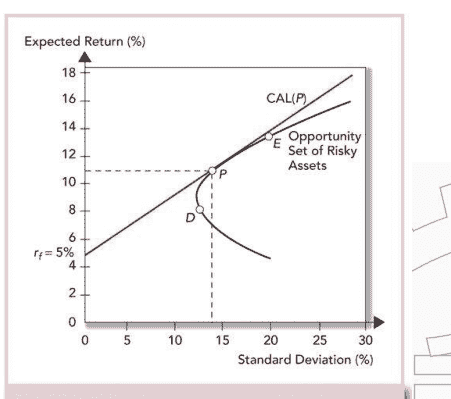 Expected Return (%)
18
16
14
12
10
8
6
rf = 5%
4
2
0
CAL(P)
E Opportunity
Set of Risky
Assets
P
D
0 5 10 15 20 25 30
Standard Deviation (%)